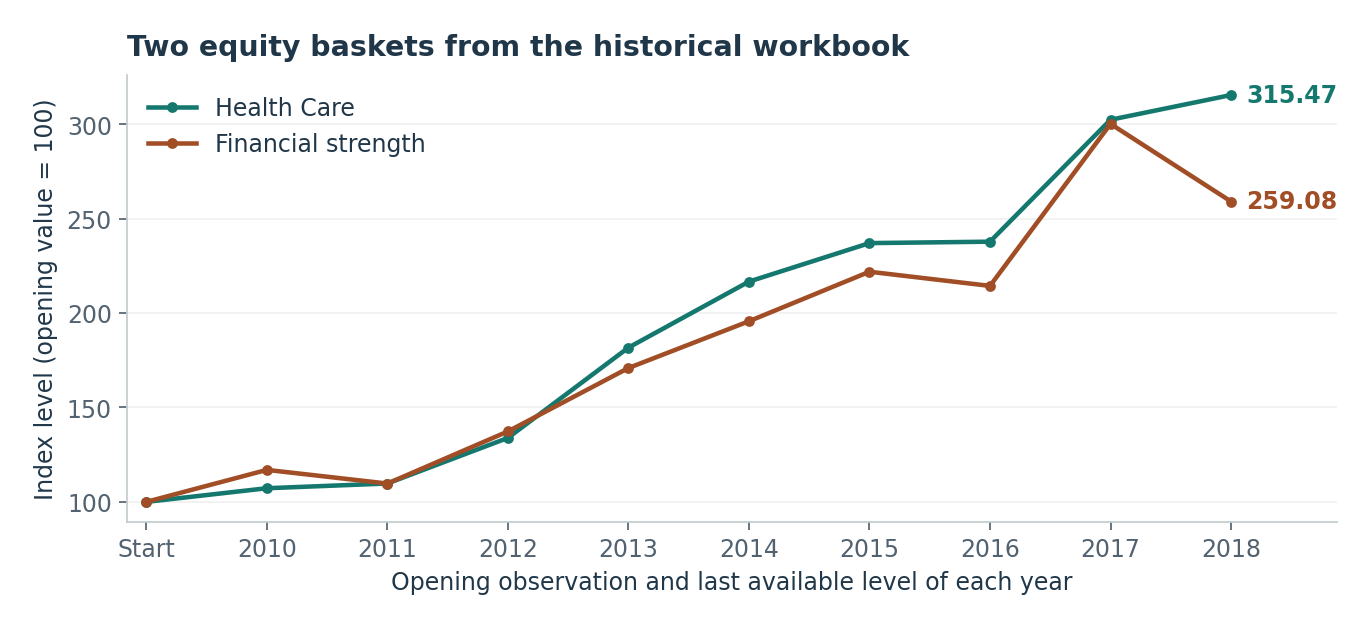 Two equity baskets from the historical workbook
Health Care
Financial strength
315.47
259.08
Index level (opening value = 100)
300
250
200
150
100
Start 2010 2011 2012 2013 2014 2015 2016 2017 2018
Opening observation and last available level of each year